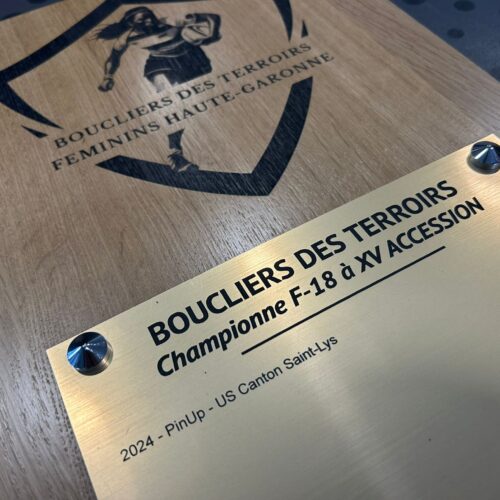 BOUCLIERS DES TERROIRS
FEMININS HAUTE-GARONNE
BOUCLIERS DES TERROIRS
Championne F-18 à XV ACCESSION
2024 - PinUp - US Canton Saint-Lys